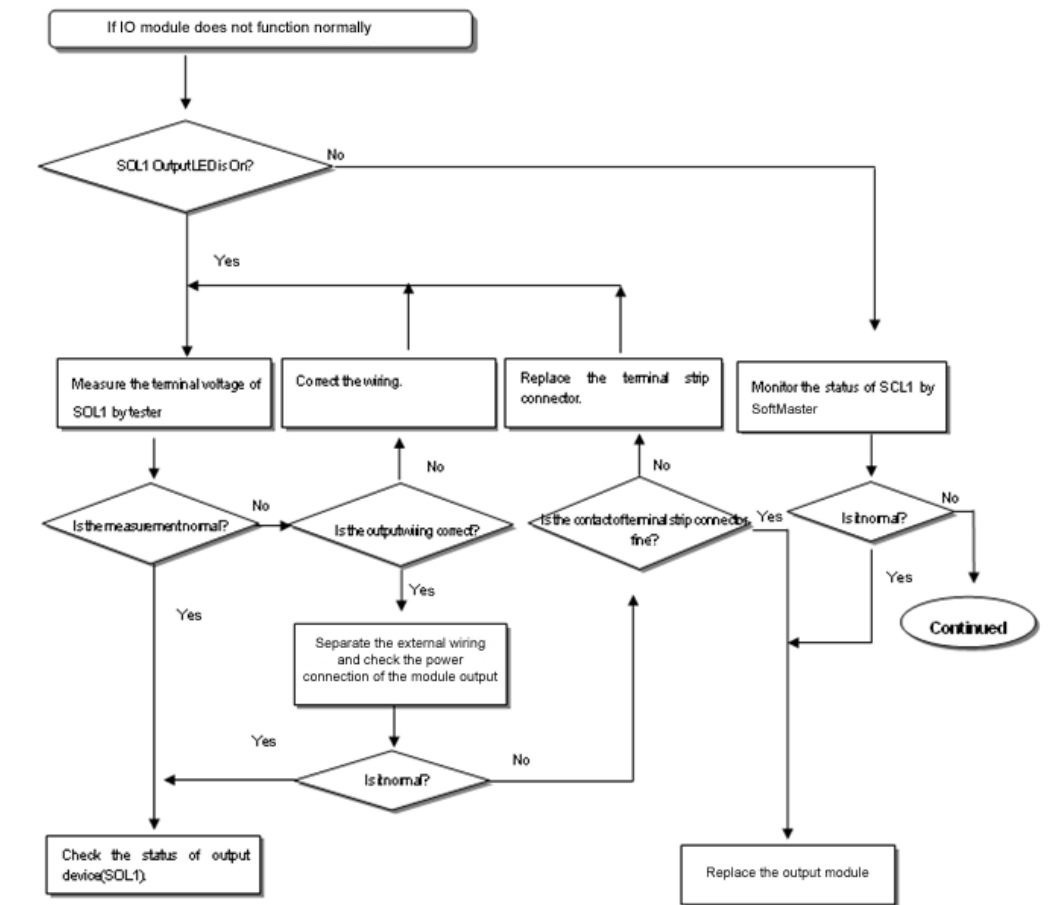 If IO module does not function normally
SOL1 Output LED is On?
No
Yes
Measure the terminal voltage of
SOL1 by tester
Correct the wiring.
Replace the terminal strip
connector.
Monitor the status of SCL1 by
SoftMaster
No
No
No
No
Is the measurement normal?
Is the output wiring correct?
Is the contact of terminal strip connector
fine?
Yes
Is it normal?
Yes
Yes
Yes
Continued
Separate the external wiring
and check the power
connection of the module output
Yes
No
Is it normal?
Check the status of output
device(SOL1).
Replace the output module